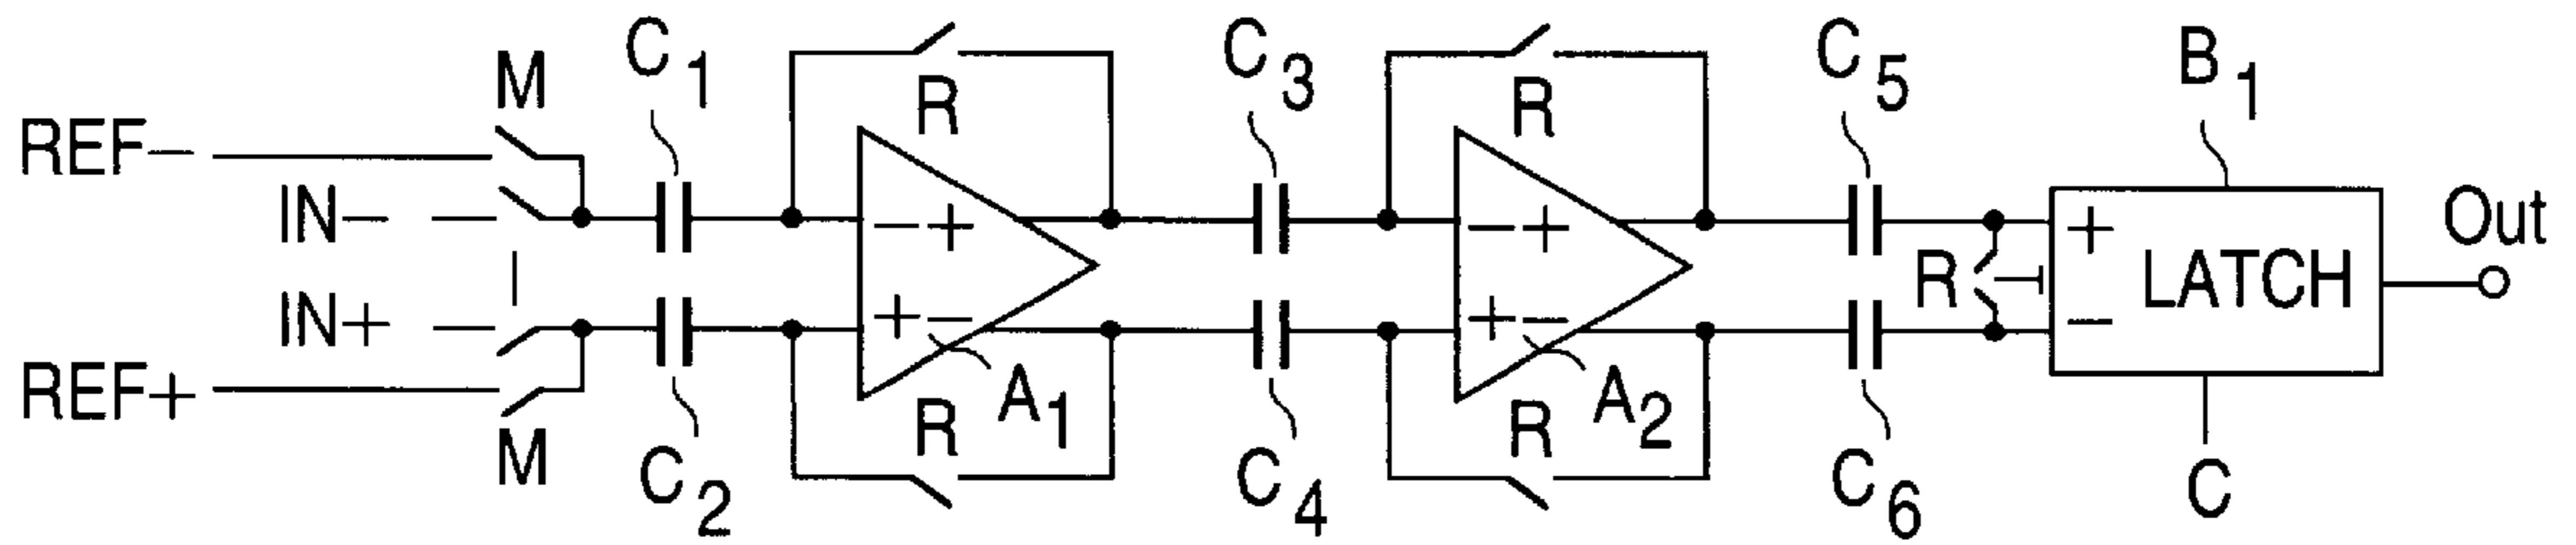 REF−
IN−
IN+
REF+
M
I
M
C1
C2
R
− +
+ −
R
A1
C3
C4
R
− +
+ −
R
A2
C5
C6
R
B1
+
LATCH
−
C
Out